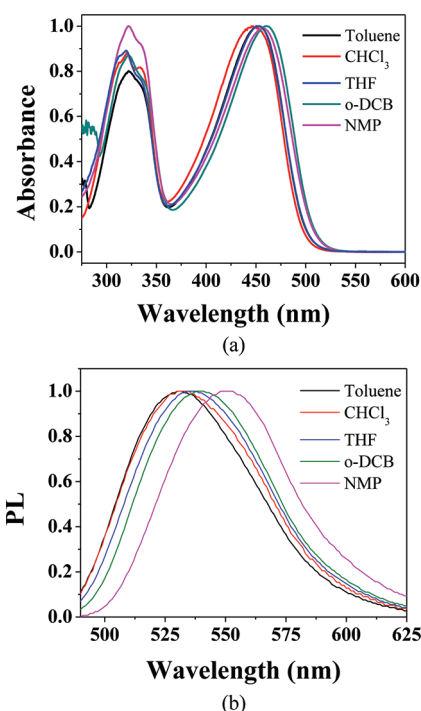 Absorbance
1.0
0.8
0.6
0.4
0.2
0.0
Toluene
CHCl₃
THF
o-DCB
NMP
300 350 400 450 500 550 600
Wavelength (nm)
(a)
PL
1.0
0.8
0.6
0.4
0.2
0.0
Toluene
CHCl₃
THF
o-DCB
NMP
500 525 550 575 600 625
Wavelength (nm)
(b)